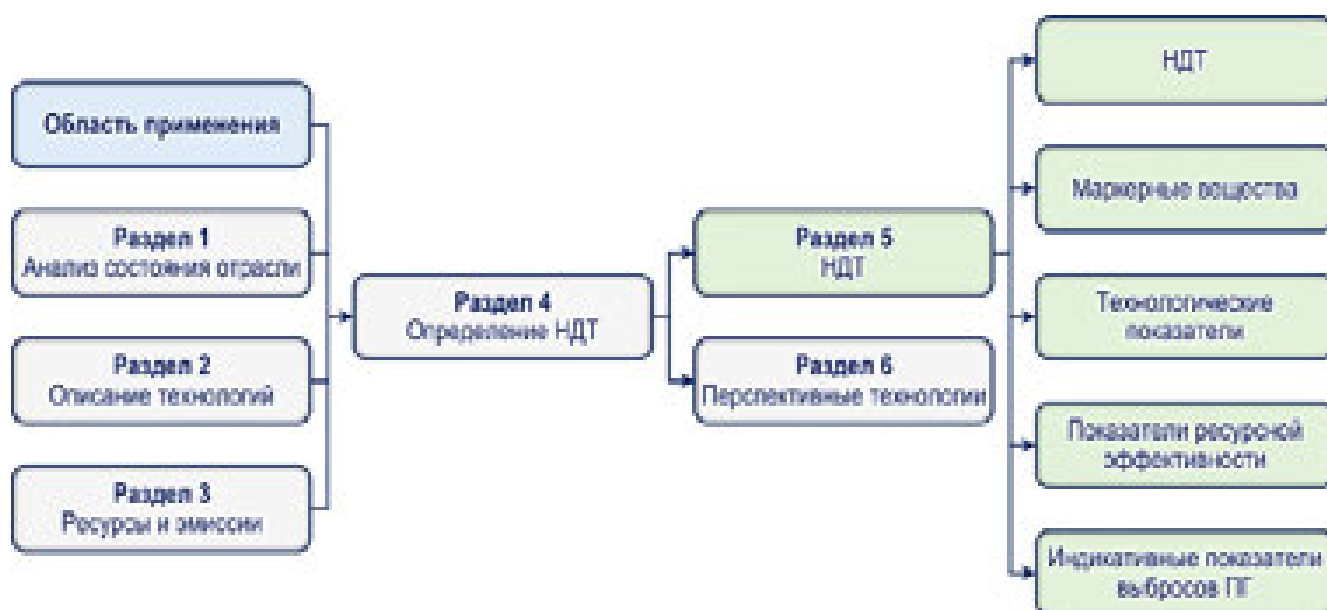 Область применения
Раздел 1
Анализ состояния отрасли
Раздел 2
Описание технологий
Раздел 3
Ресурсы и эмиссии
Раздел 4
Определение НДТ
Раздел 5
НДТ
Раздел 6
Перспективные технологии
НДТ
Маркерные вещества
Технологические
показатели
Показатели ресурсной
эффективности
Индикативные показатели
выбросов ПГ